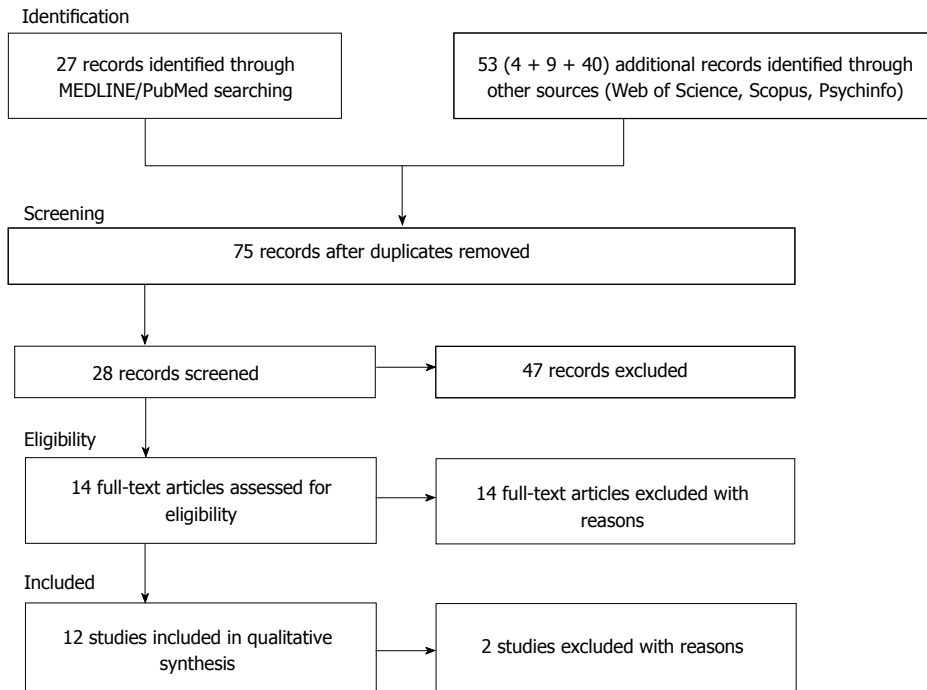 Identification
27 records identified through
MEDLINE/PubMed searching
53 (4 + 9 + 40) additional records identified through
other sources (Web of Science, Scopus, Psychinfo)
Screening
75 records after duplicates removed
28 records screened
47 records excluded
Eligibility
14 full-text articles assessed for
eligibility
14 full-text articles excluded with
reasons
Included
12 studies included in qualitative
synthesis
2 studies excluded with reasons